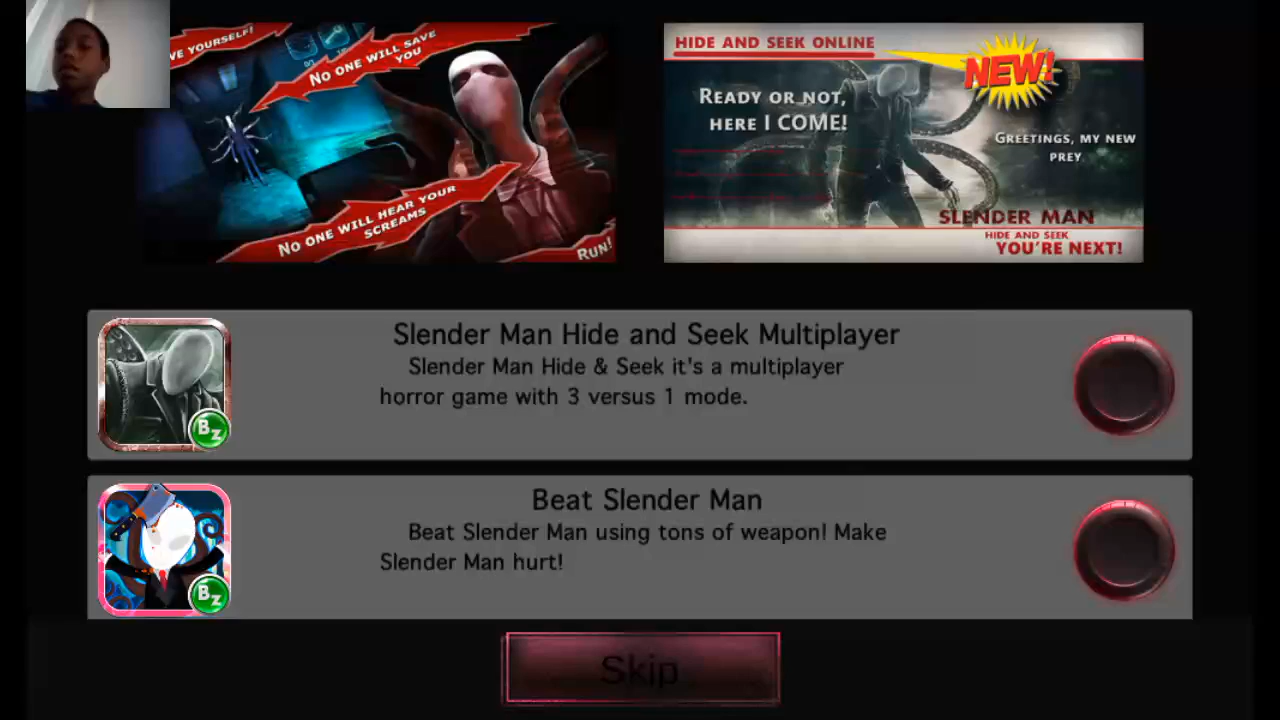 VE YOURSELF!
NO ONE WILL SAVE
YOU
NO ONE WILL HEAR YOUR
SCREAMS
RUN!
HIDE AND SEEK ONLINE
NEW!
READY OR NOT,
HERE I COME!
GREETINGS, MY NEW
PREY
SLENDER MAN
HIDE AND SEEK
YOU'RE NEXT!
Slender Man Hide and Seek Multiplayer
Slender Man Hide & Seek it's a multiplayer
horror game with 3 versus 1 mode.
BZ
Beat Slender Man
Beat Slender Man using tons of weapon! Make
Slender Man hurt!
BZ
Skip